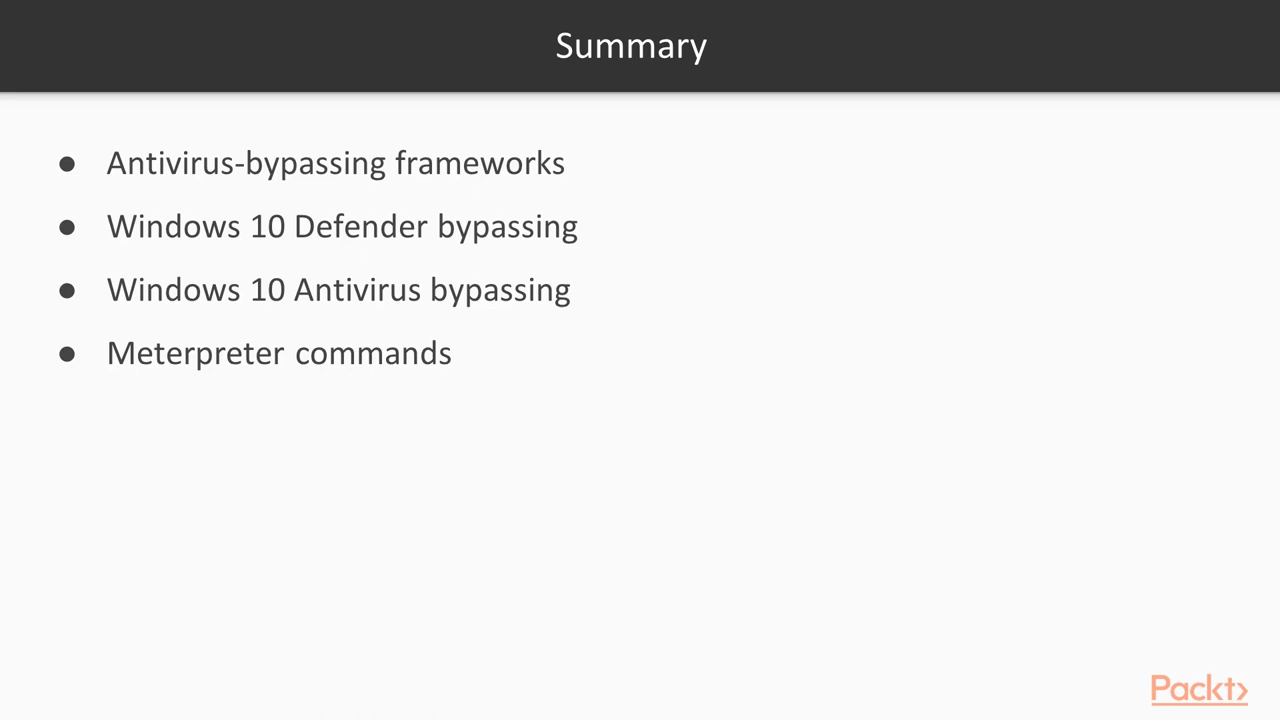 Summary
● Antivirus-bypassing frameworks
● Windows 10 Defender bypassing
● Windows 10 Antivirus bypassing
● Meterpreter commands
Packt>